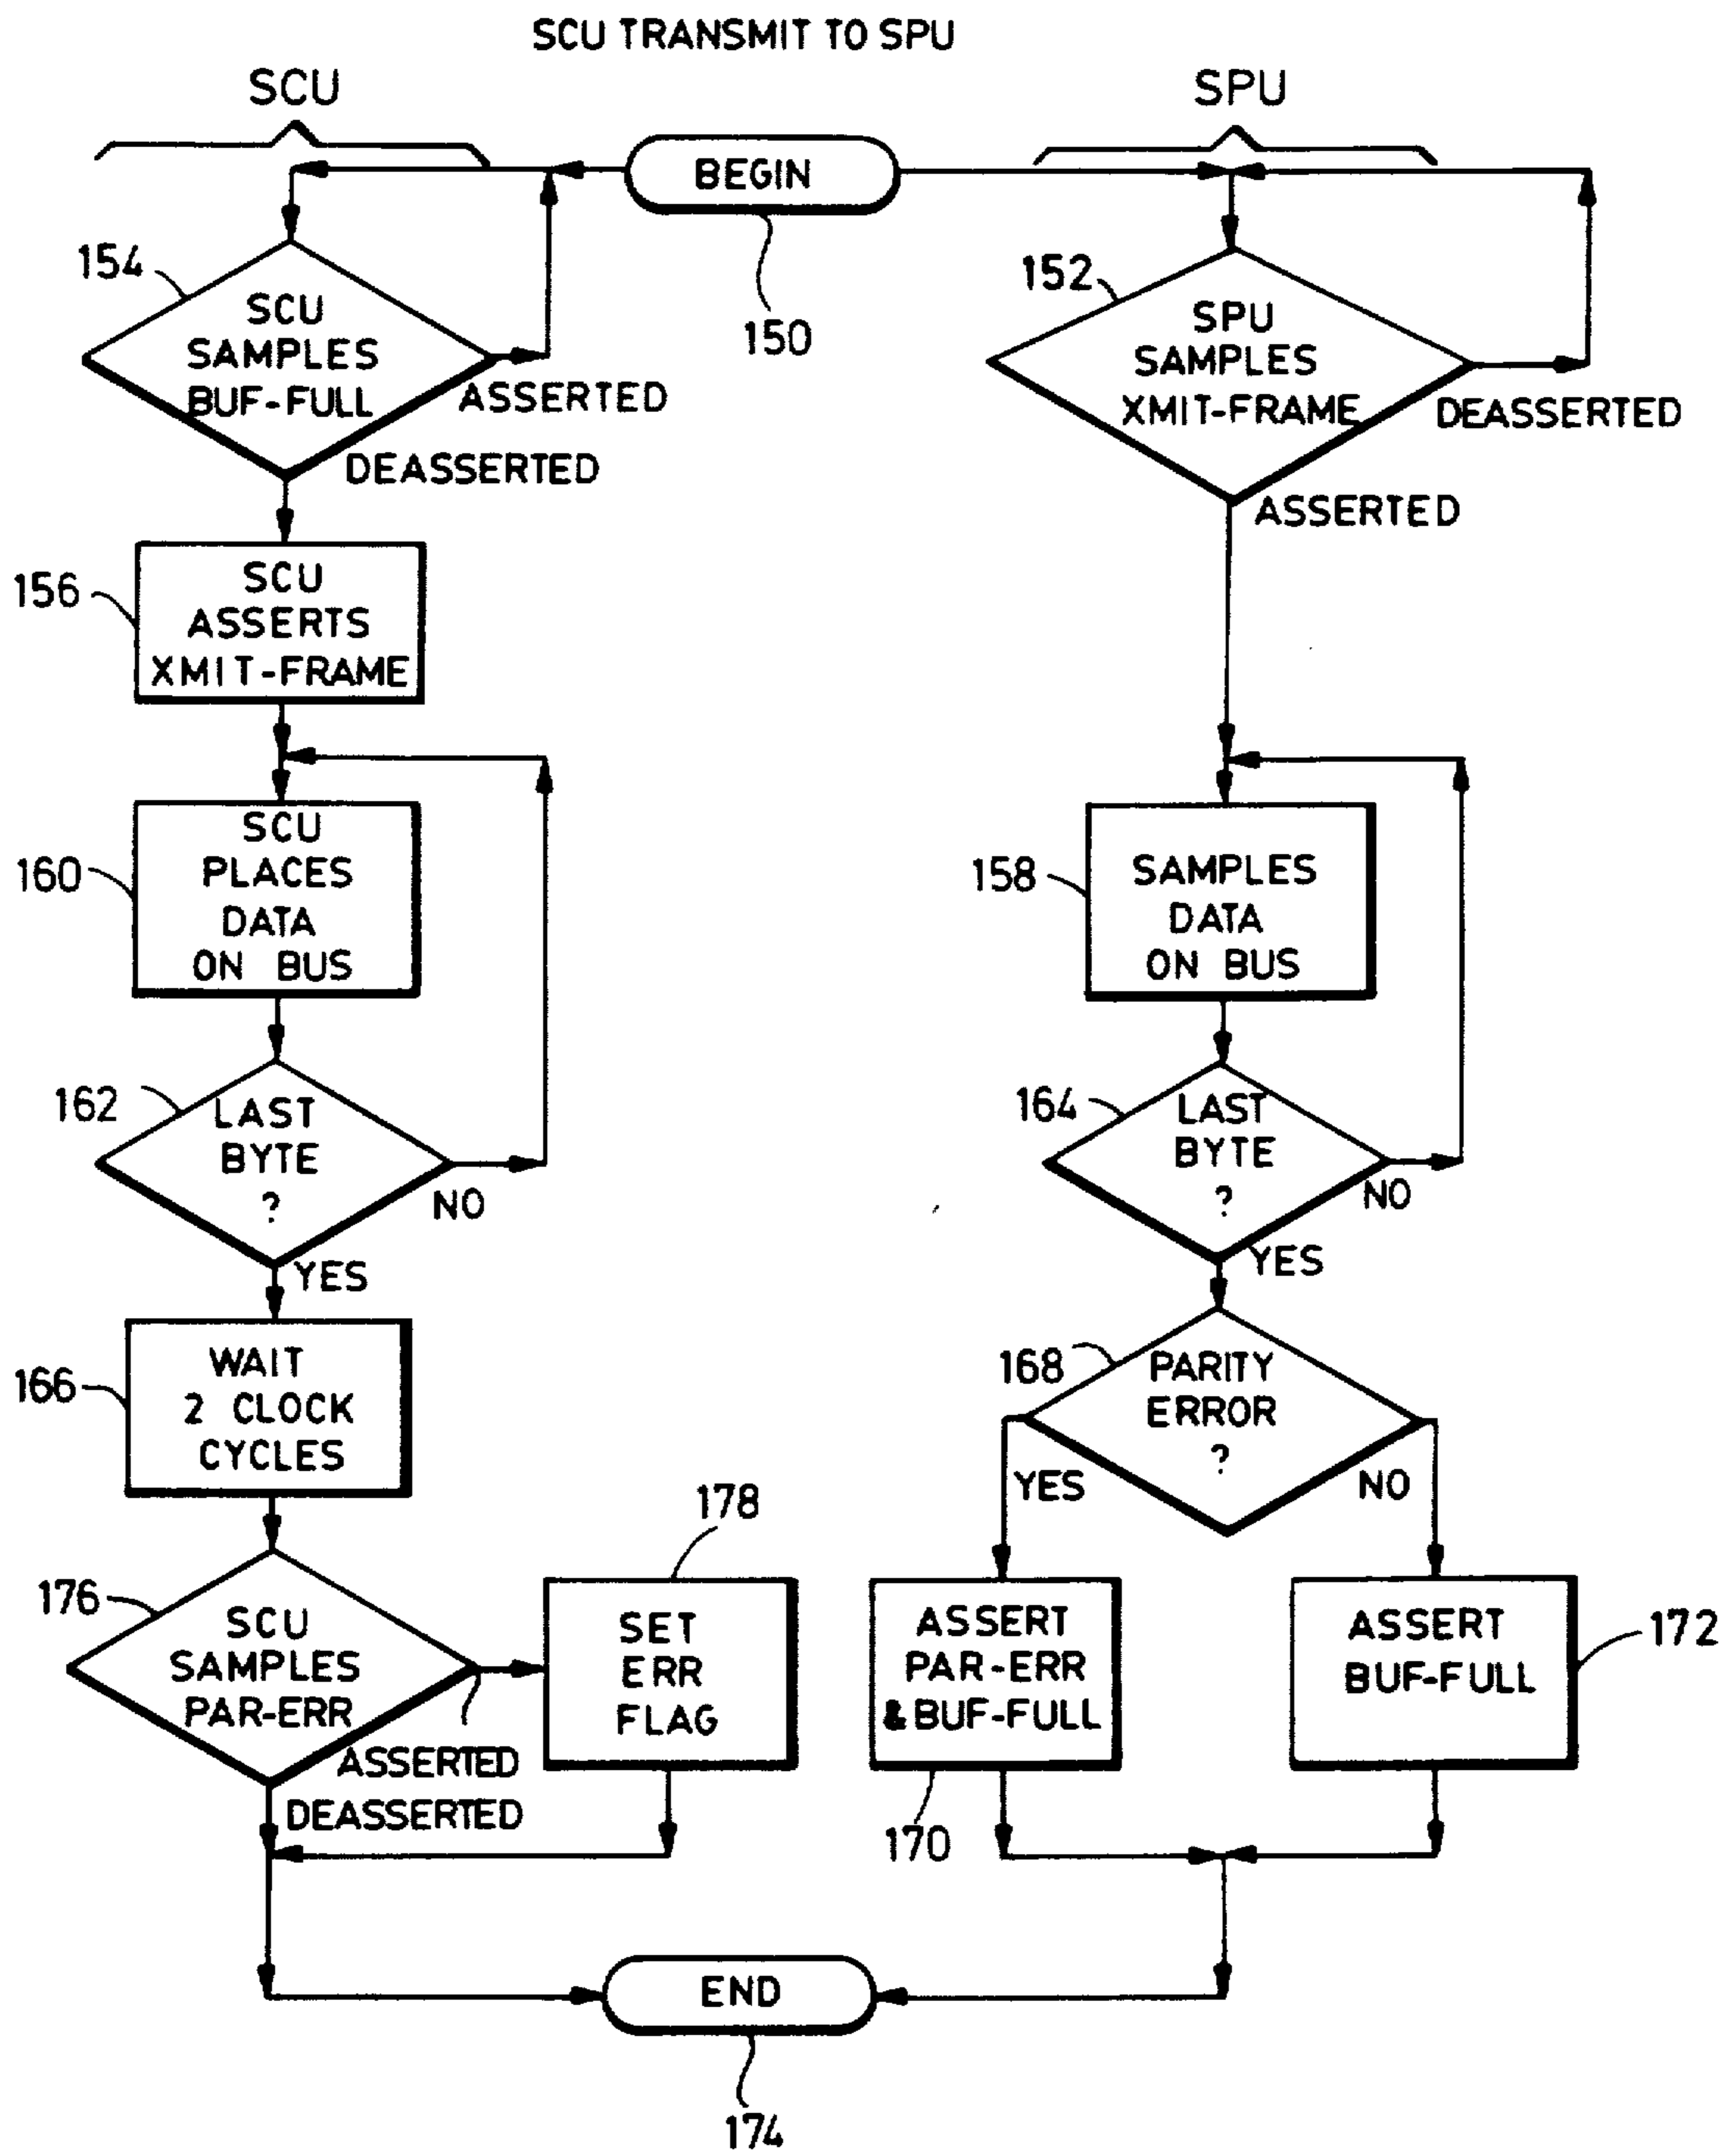 SCU TRANSMIT TO SPU
SCU
SPU
BEGIN
150
154
SCU
SAMPLES
BUF-FULL
ASSERTED
DEASSERTED
152
SPU
SAMPLES
XMIT-FRAME
DEASSERTED
ASSERTED
156
SCU
ASSERTS
XMIT-FRAME
160
SCU
PLACES
DATA
ON BUS
158
SAMPLES
DATA
ON BUS
162
LAST
BYTE
?
NO
YES
164
LAST
BYTE
?
NO
YES
166
WAIT
2 CLOCK
CYCLES
168
PARITY
ERROR
?
YES
NO
176
SCU
SAMPLES
PAR-ERR
ASSERTED
DEASSERTED
178
SET
ERR
FLAG
ASSERT
PAR-ERR
& BUF-FULL
170
ASSERT
BUF-FULL
172
END
174